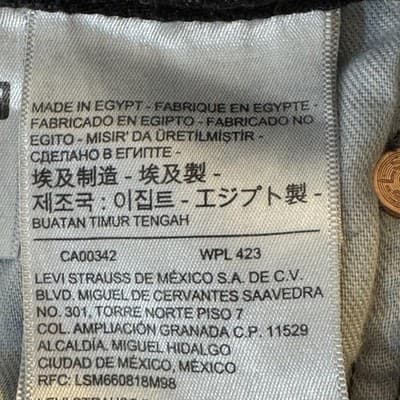 MADE IN EGYPT - FABRIQUE EN EGYPTE -
FABRICADO EN EGIPTO - FABRICADO NO
EGITO - MISIR' DA ÜRETİLMİŞTİR -
СДЕЛАНО В ЕГИПТЕ -
埃及制造 - 埃及製 -
제조국 : 이집트 - エジプト製 -
BUATAN TIMUR TENGAH
CA00342 WPL 423
LEVI STRAUSS DE MÉXICO S.A. DE C.V.
BLVD. MIGUEL DE CERVANTES SAAVEDRA
NO. 301, TORRE NORTE PISO 7
COL. AMPLIACIÓN GRANADA C.P. 11529
ALCALDÍA. MIGUEL HIDALGO
CIUDAD DE MÉXICO, MÉXICO
RFC: LSM660818M98